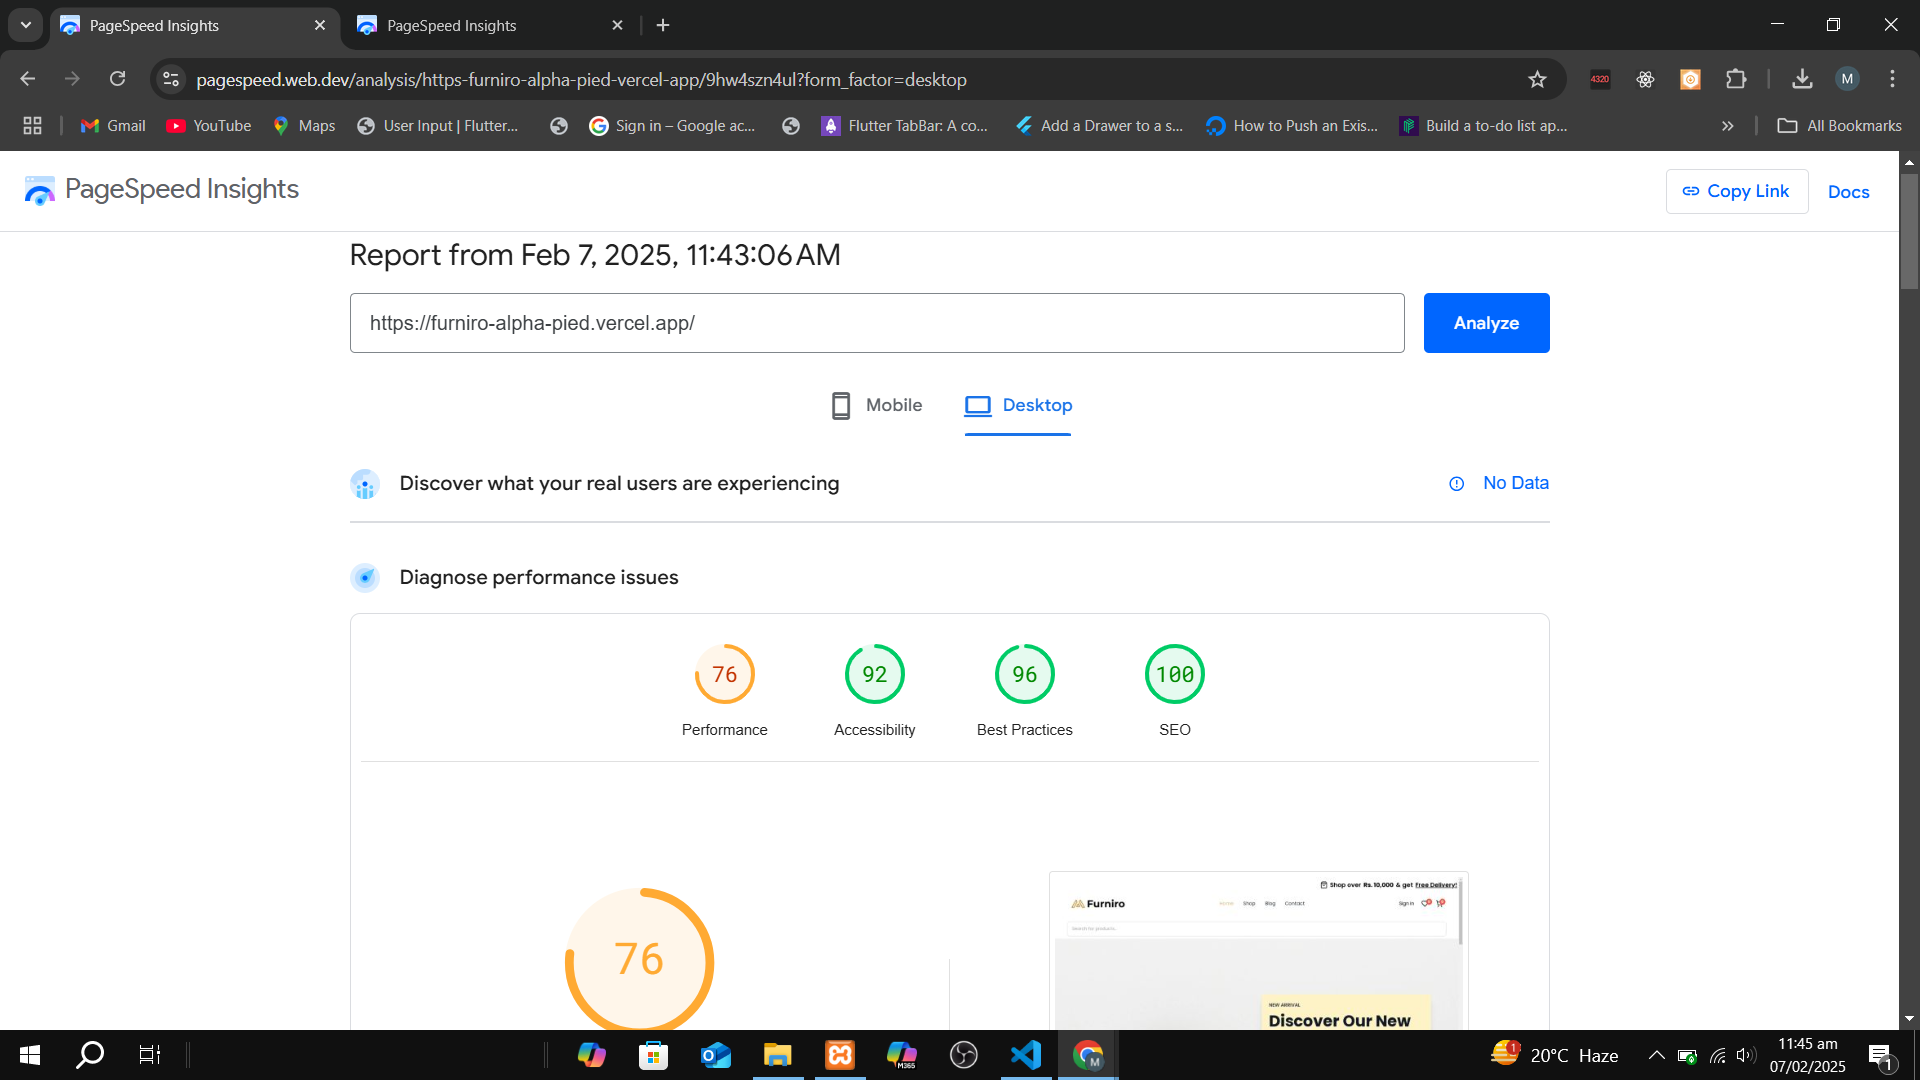 PageSpeed Insights
PageSpeed Insights
pagespeed.web.dev/analysis/https-furniro-alpha-pied-vercel-app/9hw4szn4ul?form_factor=desktop
4320
M
Gmail
YouTube
Maps
User Input | Flutter...
Sign in – Google ac...
Flutter TabBar: A co...
Add a Drawer to a s...
How to Push an Exis...
Build a to-do list ap...
All Bookmarks
PageSpeed Insights
Copy Link
Docs
Report from Feb 7, 2025, 11:43:06 AM
https://furniro-alpha-pied.vercel.app/
Analyze
Mobile
Desktop
Discover what your real users are experiencing
No Data
Diagnose performance issues
76
92
96
100
Performance
Accessibility
Best Practices
SEO
76
Shop over Rs. 10,000 & get Free Delivery!
Furniro
Home
Shop
Blog
Contact
Sign In
Search for products...
NEW ARRIVAL
Discover Our New
M365
M
1
20°C Haze
11:45 am
07/02/2025
1